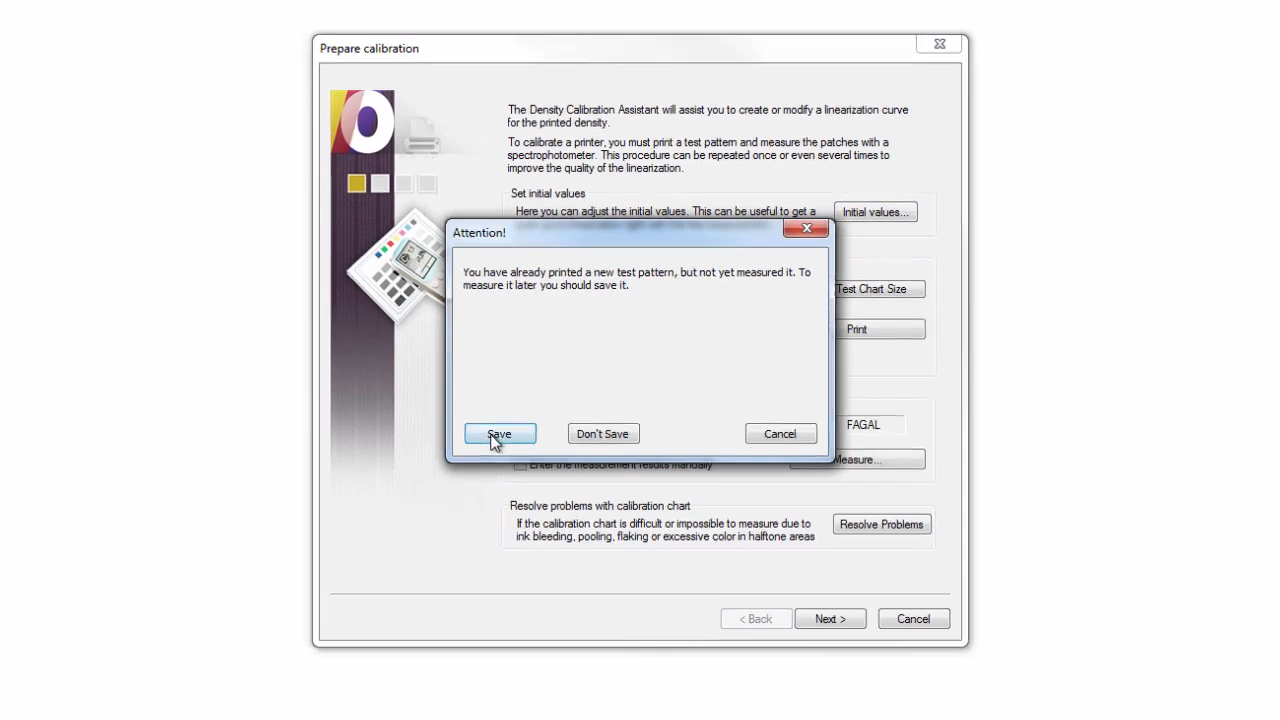 Prepare calibration
The Density Calibration Assistant will assist you to create or modify a linearization curve
for the printed density.
To calibrate a printer, you must print a test pattern and measure the patches with a
spectrophotometer. This procedure can be repeated once or even several times to
improve the quality of the linearization.
Set initial values
Here you can adjust the initial values. This can be useful to get a
Initial values...
Attention!
You have already printed a new test pattern, but not yet measured it. To
measure it later you should save it.
Test Chart Size
Print
FAGAL
Save
Don't Save
Cancel
Enter the measurement results manually
Measure...
Resolve problems with calibration chart
If the calibration chart is difficult or impossible to measure due to
ink bleeding, pooling, flaking or excessive color in halftone areas
Resolve Problems
< Back
Next >
Cancel